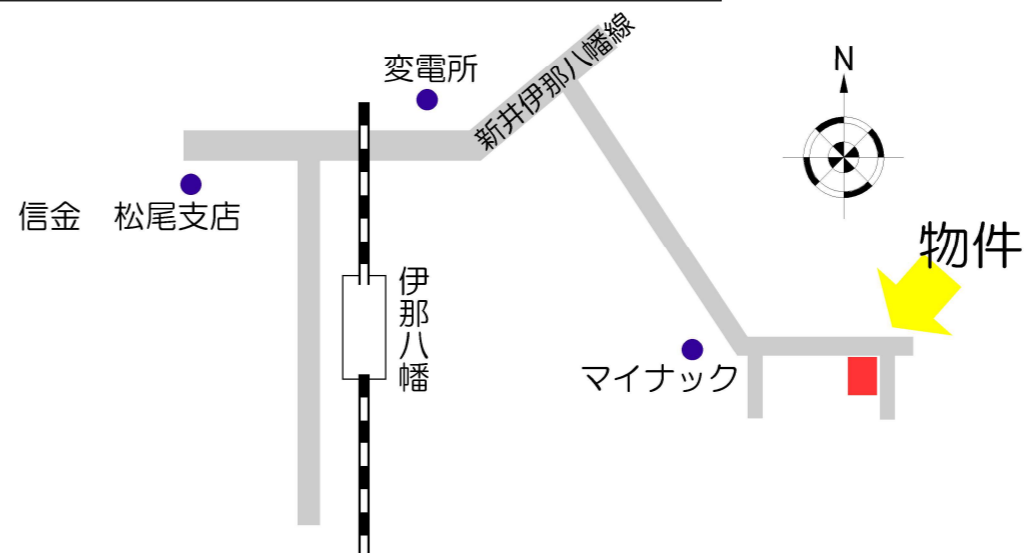 変電所
新井伊那八幡線
N
信金　松尾支店
物件
伊那八幡
マイナック